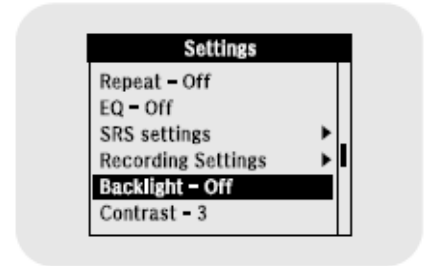 Settings
Repeat – Off
EQ – Off
SRS settings
Recording Settings
Backlight – Off
Contrast – 3